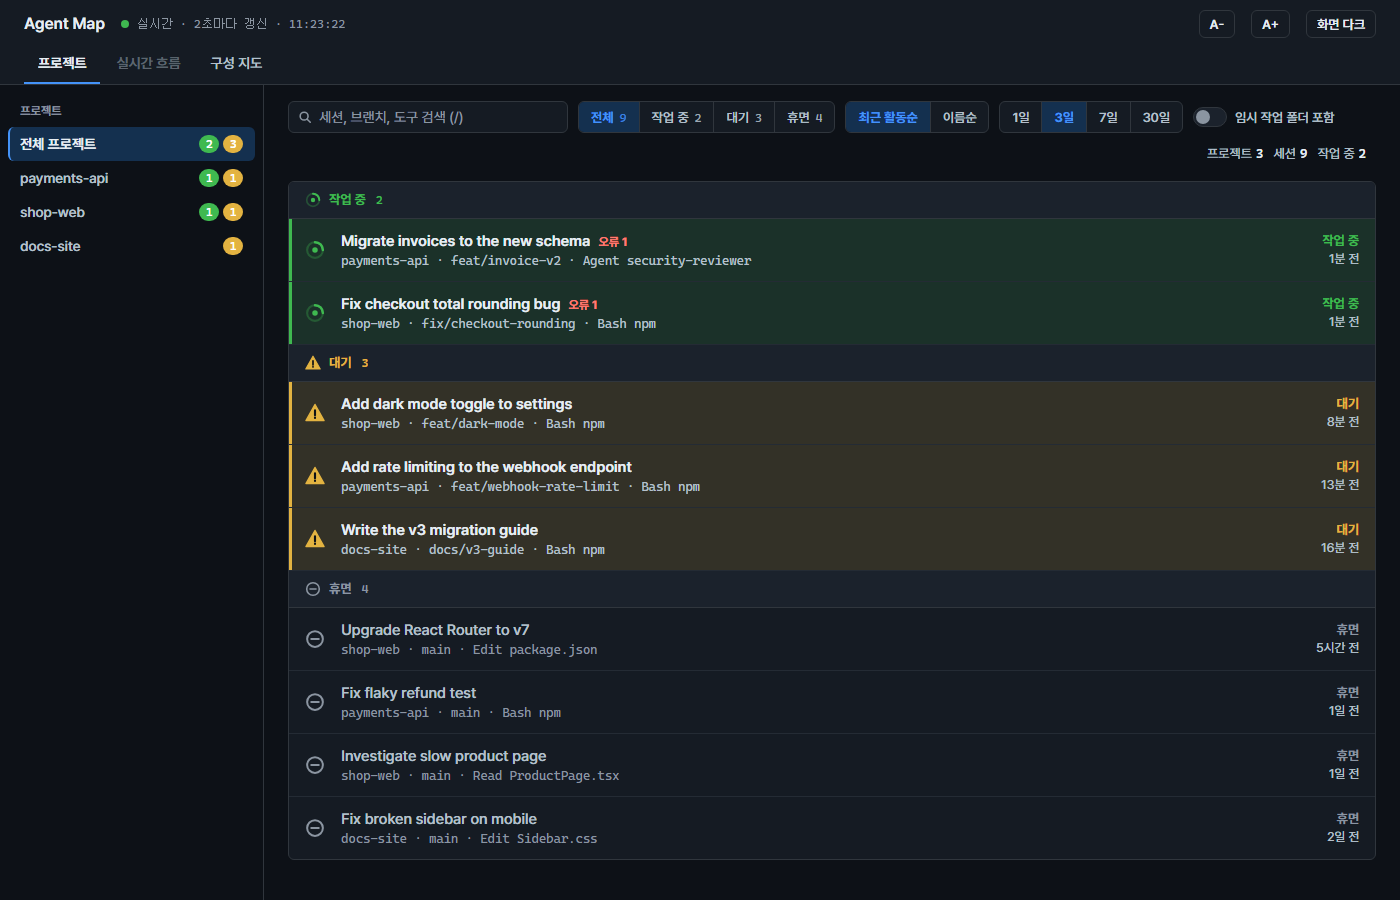 Agent Map 실시간 · 2초마다 갱신 · 11:23:22 A- A+ 화면 다크
프로젝트 실시간 흐름 구성 지도
프로젝트
전체 프로젝트 2 3
payments-api 1 1
shop-web 1 1
docs-site 1
세션, 브랜치, 도구 검색 (/) 전체 9 작업 중 2 대기 3 휴면 4 최근 활동순 이름순 1일 3일 7일 30일 임시 작업 폴더 포함
프로젝트 3 세션 9 작업 중 2
작업 중 2
Migrate invoices to the new schema 오류 1 작업 중
payments-api · feat/invoice-v2 · Agent security-reviewer 1분 전
Fix checkout total rounding bug 오류 1 작업 중
shop-web · fix/checkout-rounding · Bash npm 1분 전
대기 3
Add dark mode toggle to settings 대기
shop-web · feat/dark-mode · Bash npm 8분 전
Add rate limiting to the webhook endpoint 대기
payments-api · feat/webhook-rate-limit · Bash npm 13분 전
Write the v3 migration guide 대기
docs-site · docs/v3-guide · Bash npm 16분 전
휴면 4
Upgrade React Router to v7 휴면
shop-web · main · Edit package.json 5시간 전
Fix flaky refund test 휴면
payments-api · main · Bash npm 1일 전
Investigate slow product page 휴면
shop-web · main · Read ProductPage.tsx 1일 전
Fix broken sidebar on mobile 휴면
docs-site · main · Edit Sidebar.css 2일 전